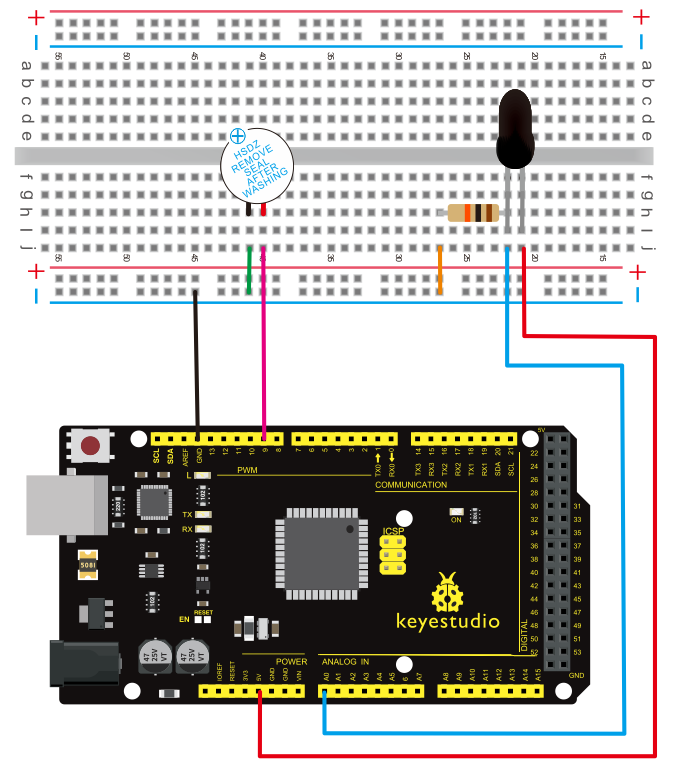 + +
− −
55 50 45 40 35 30 25 20 15
a a
b b
c c
d d
e e
HSDZ
REMOVE
SEAL
AFTER
WASHING
f f
g g
h h
I I
j j
55 50 45 40 35 30 25 20 15
+ +
− −
SCL SDA AREF GND 13 12 11 10 9 8 7 6 5 4 3 2 TX0 1 RX0 0 TX3 14 RX3 15 TX2 16 RX2 17 TX1 18 RX1 19 SDA 20 SCL 21
5V
L
PWM
COMMUNICATION
TX
RX
ON
ICSP
22
24
26
28
30 31
32 33
34 35
36 37
38 39
40 41
42 43
44 45
46 47
48 49
50 51
52 53
GND
DIGITAL
220
102
102
102
508I
RESET
EN
47 25V VT
47 25V VT
keyestudio
POWER
ANALOG IN
IOREF RESET 3V3 5V GND GND VIN
A0 A1 A2 A3 A4 A5 6 A7 A8 A9 A10 A11 A12 A13 A14 A15